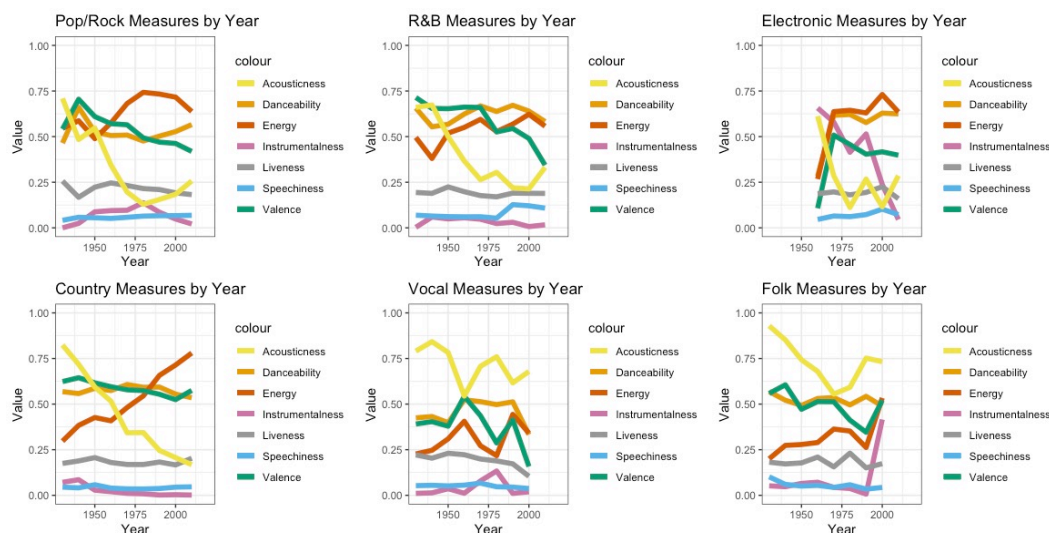 Pop/Rock Measures by Year
1.00
0.75
0.50
0.25
0.00
Value
1950
1975
2000
Year
colour
Acousticness
Danceability
Energy
Instrumentalness
Liveness
Speechiness
Valence
R&B Measures by Year
1.00
0.75
0.50
0.25
0.00
Value
1950
1975
2000
Year
colour
Acousticness
Danceability
Energy
Instrumentalness
Liveness
Speechiness
Valence
Electronic Measures by Year
1.00
0.75
0.50
0.25
0.00
Value
1950
1975
2000
Year
colour
Acousticness
Danceability
Energy
Instrumentalness
Liveness
Speechiness
Valence
Country Measures by Year
1.00
0.75
0.50
0.25
0.00
Value
1950
1975
2000
Year
colour
Acousticness
Danceability
Energy
Instrumentalness
Liveness
Speechiness
Valence
Vocal Measures by Year
1.00
0.75
0.50
0.25
0.00
Value
1950
1975
2000
Year
colour
Acousticness
Danceability
Energy
Instrumentalness
Liveness
Speechiness
Valence
Folk Measures by Year
1.00
0.75
0.50
0.25
0.00
Value
1950
1975
2000
Year
colour
Acousticness
Danceability
Energy
Instrumentalness
Liveness
Speechiness
Valence